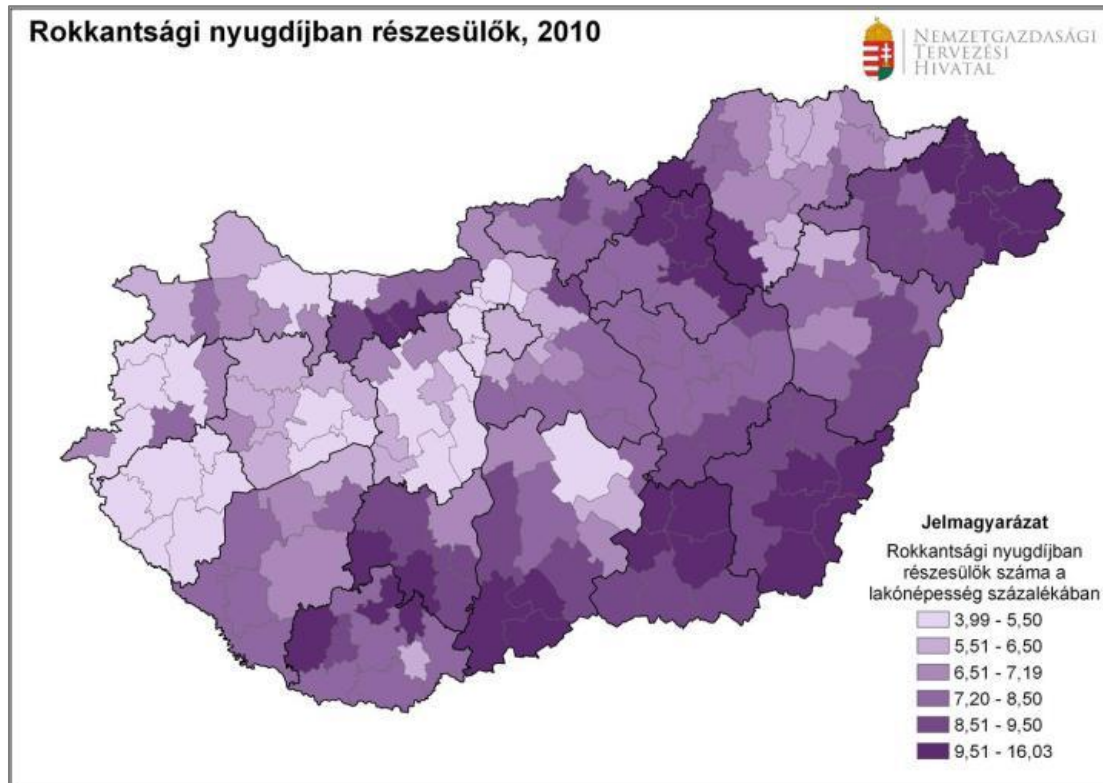 Rokkantsági nyugdíjban részesülők, 2010
NEMZETGAZDASÁGI
TERVEZÉSI
HIVATAL
Jelmagyarázat
Rokkantsági nyugdíjban
részesülők száma a
lakónépesség százalékában
3,99 - 5,50
5,51 - 6,50
6,51 - 7,19
7,20 - 8,50
8,51 - 9,50
9,51 - 16,03